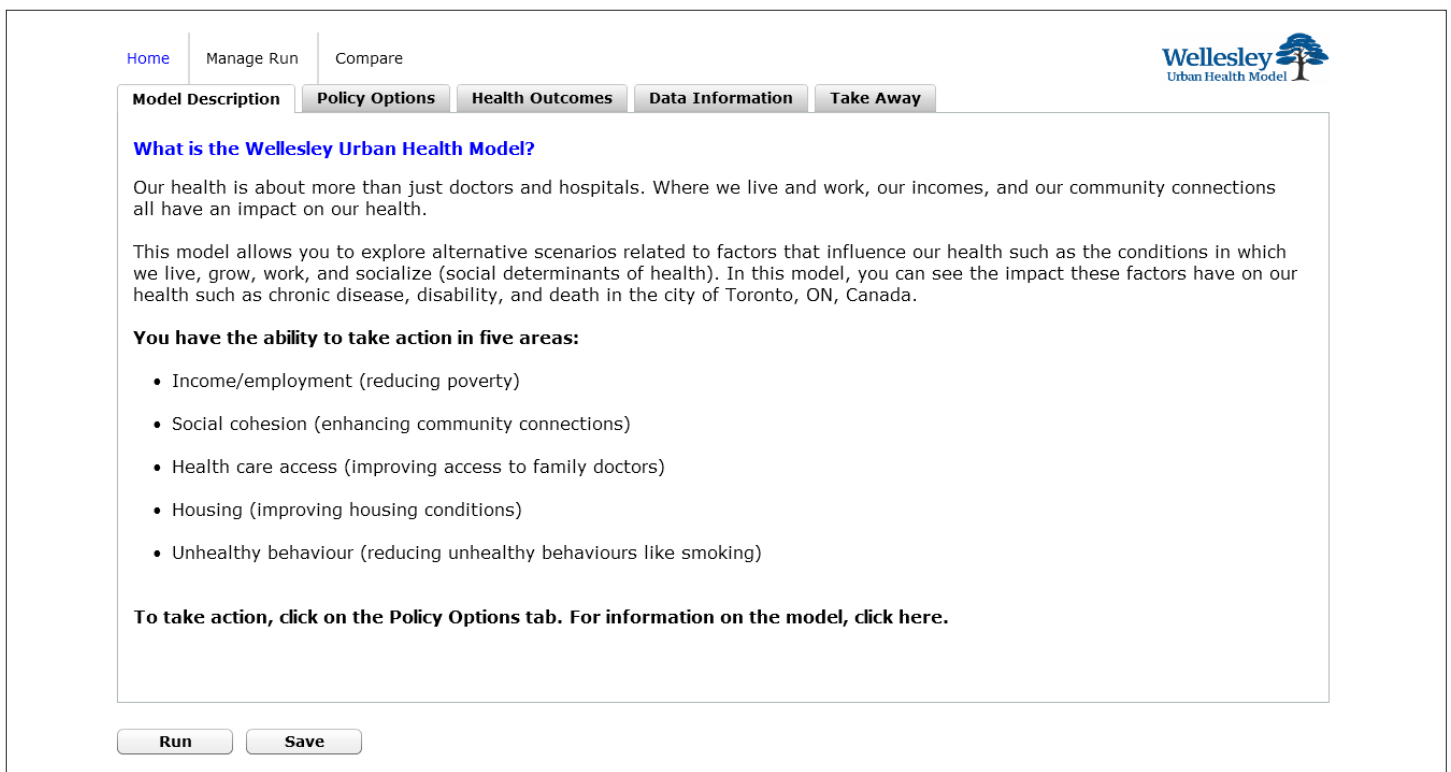 Home
Manage Run
Compare
Wellesley
Urban Health Model
Model Description
Policy Options
Health Outcomes
Data Information
Take Away
What is the Wellesley Urban Health Model?
Our health is about more than just doctors and hospitals. Where we live and work, our incomes, and our community connections
all have an impact on our health.
This model allows you to explore alternative scenarios related to factors that influence our health such as the conditions in which
we live, grow, work, and socialize (social determinants of health). In this model, you can see the impact these factors have on our
health such as chronic disease, disability, and death in the city of Toronto, ON, Canada.
You have the ability to take action in five areas:
• Income/employment (reducing poverty)
• Social cohesion (enhancing community connections)
• Health care access (improving access to family doctors)
• Housing (improving housing conditions)
• Unhealthy behaviour (reducing unhealthy behaviours like smoking)
To take action, click on the Policy Options tab. For information on the model, click here.
Run
Save